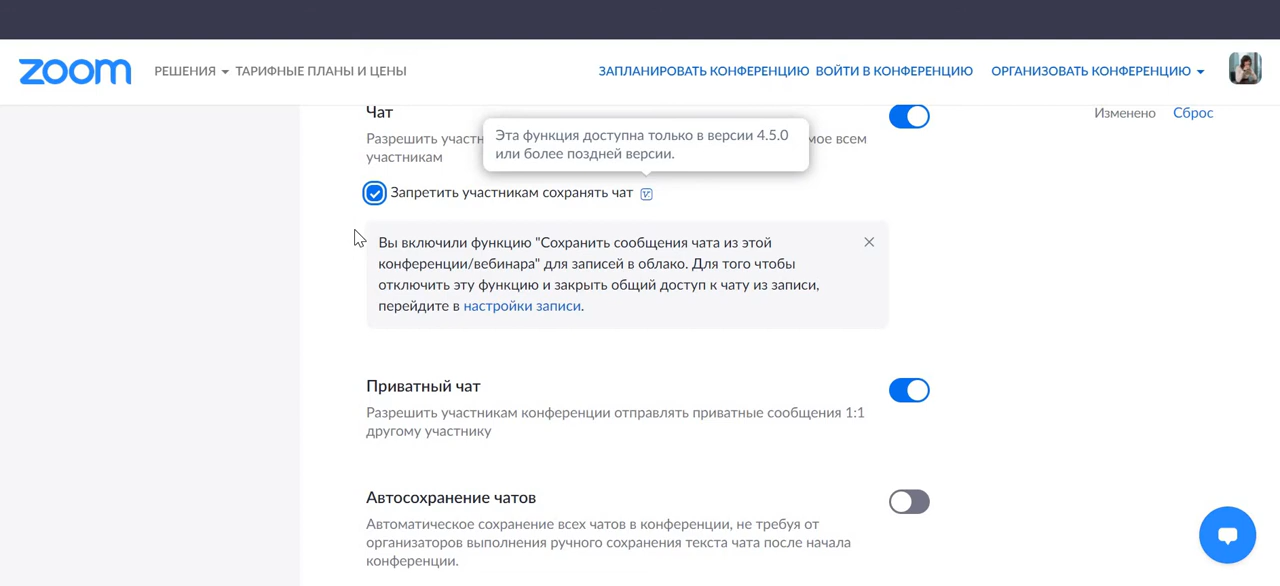 zoom
РЕШЕНИЯ ТАРИФНЫЕ ПЛАНЫ И ЦЕНЫ ЗАПЛАНИРОВАТЬ КОНФЕРЕНЦИЮ ВОЙТИ В КОНФЕРЕНЦИЮ ОРГАНИЗОВАТЬ КОНФЕРЕНЦИЮ
Чат
Изменено Сброс
Эта функция доступна только в версии 4.5.0
или более поздней версии.
Разрешить всем
участникам
Запретить участникам сохранять чат
Вы включили функцию "Сохранить сообщения чата из этой
конференции/вебинара" для записей в облако. Для того чтобы
отключить эту функцию и закрыть общий доступ к чату из записи,
перейдите в настройки записи.
Приватный чат
Разрешить участникам конференции отправлять приватные сообщения 1:1
другому участнику
Автосохранение чатов
Автоматическое сохранение всех чатов в конференции, не требуя от
организаторов выполнения ручного сохранения текста чата после начала
конференции.